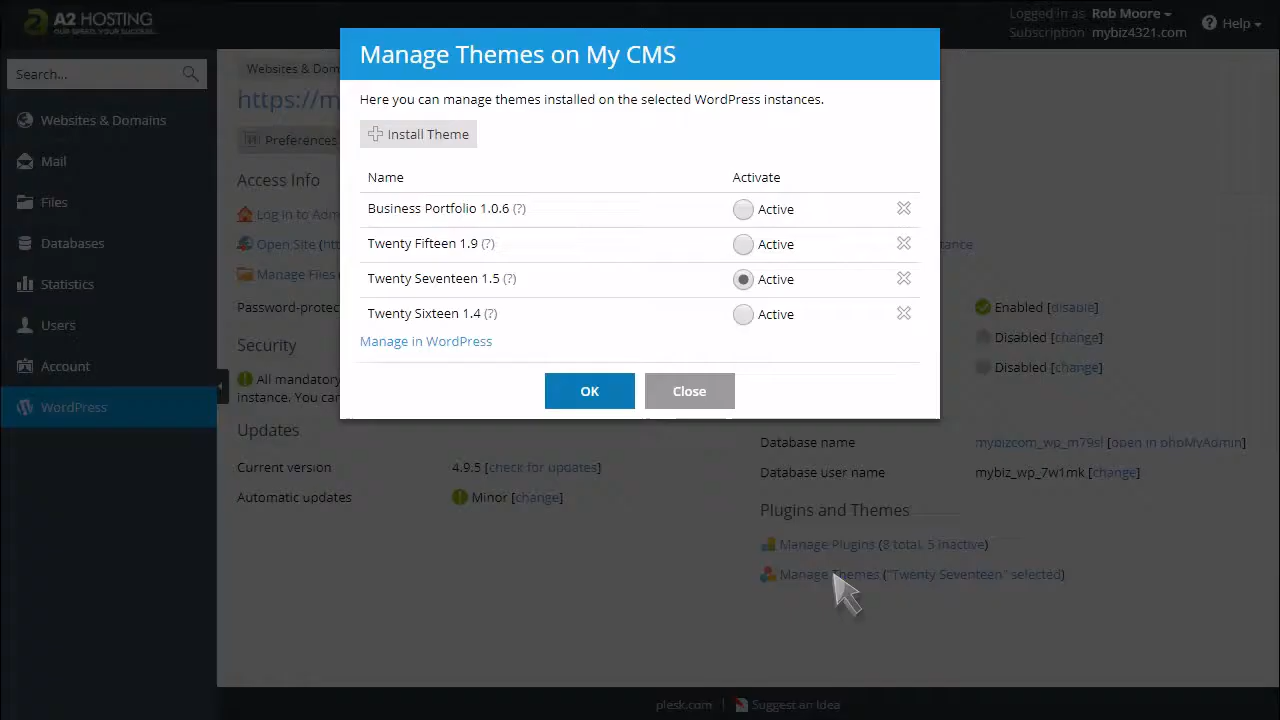 A2 HOSTING
OUR SPEED, YOUR SUCCESS
Logged in as Rob Moore
Subscription mybiz4321.com
Help
Search...
Websites & Domains
Mail
Files
Databases
Statistics
Users
Account
WordPress
Websites & Dom
https://m
Preferences
Access Info
Log in to Adm
Open Site (htt
Manage Files
Password-protec
Security
All mandatory
instance. You can
Updates
Current version 4.9.5 [check for updates]
Automatic updates Minor [change]
Manage Themes on My CMS
Here you can manage themes installed on the selected WordPress instances.
Install Theme
Name Activate
Business Portfolio 1.0.6 (?) Active
Twenty Fifteen 1.9 (?) Active
Twenty Seventeen 1.5 (?) Active
Twenty Sixteen 1.4 (?) Active
Manage in WordPress
OK Close
stance
Enabled [disable]
Disabled [change]
Disabled [change]
Database name mybizcom_wp_m79sl [open in phpMyAdmin]
Database user name mybiz_wp_7w1mk [change]
Plugins and Themes
Manage Plugins (8 total, 5 inactive)
Manage Themes ("Twenty Seventeen" selected)
plesk.com | Suggest an Idea